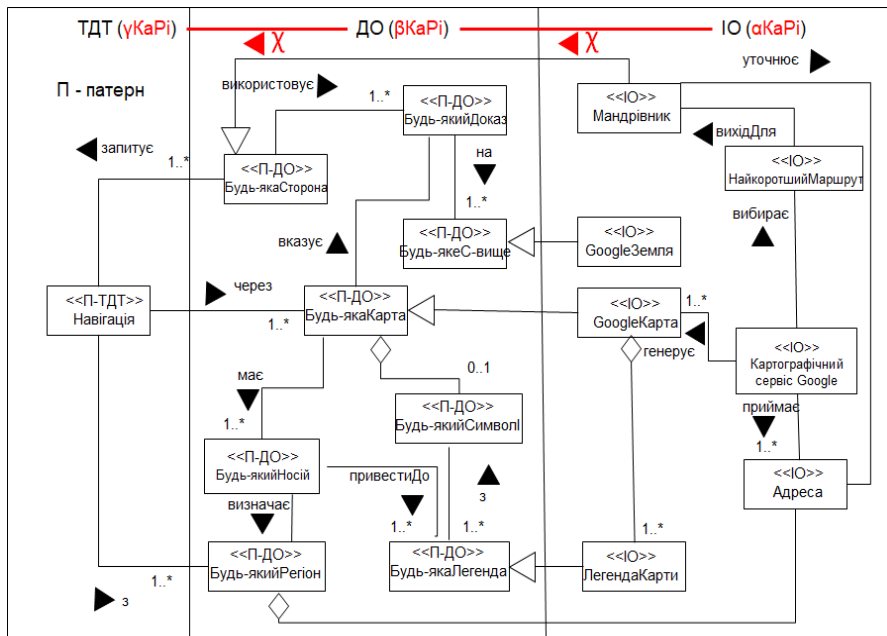 ТДТ (γКаРі)
ДО (βКаРі)
ІО (αКаРі)
χ
χ
П - патерн
використовує
уточнює
1..*
<<П-ДО>>
Будь-якийДоказ
<<ІО>>
Мандрівник
запитує
1..*
на
вихідДля
<<П-ДО>>
Будь-якаСторона
<<ІО>>
НайкоротшийМаршрут
1..*
вказує
<<П-ДО>>
Будь-якеС-вище
<<ІО>>
GoogleЗемля
вибирає
<<П-ТДТ>>
Навігація
через
1..*
<<П-ДО>>
Будь-якаКарта
<<ІО>>
GoogleКарта
1..*
генерує
<<ІО>>
Картографічний
сервіс Google
має
0..1
1..*
<<П-ДО>>
Будь-якийСимволІ
приймає
1..*
<<П-ДО>>
Будь-якийНосій
привестиДо
з
<<ІО>>
Адреса
визначає
1..*
1..*
1..*
1..*
<<П-ДО>>
Будь-якийРегіон
<<П-ДО>>
Будь-якаЛегенда
<<ІО>>
ЛегендаКарти
з